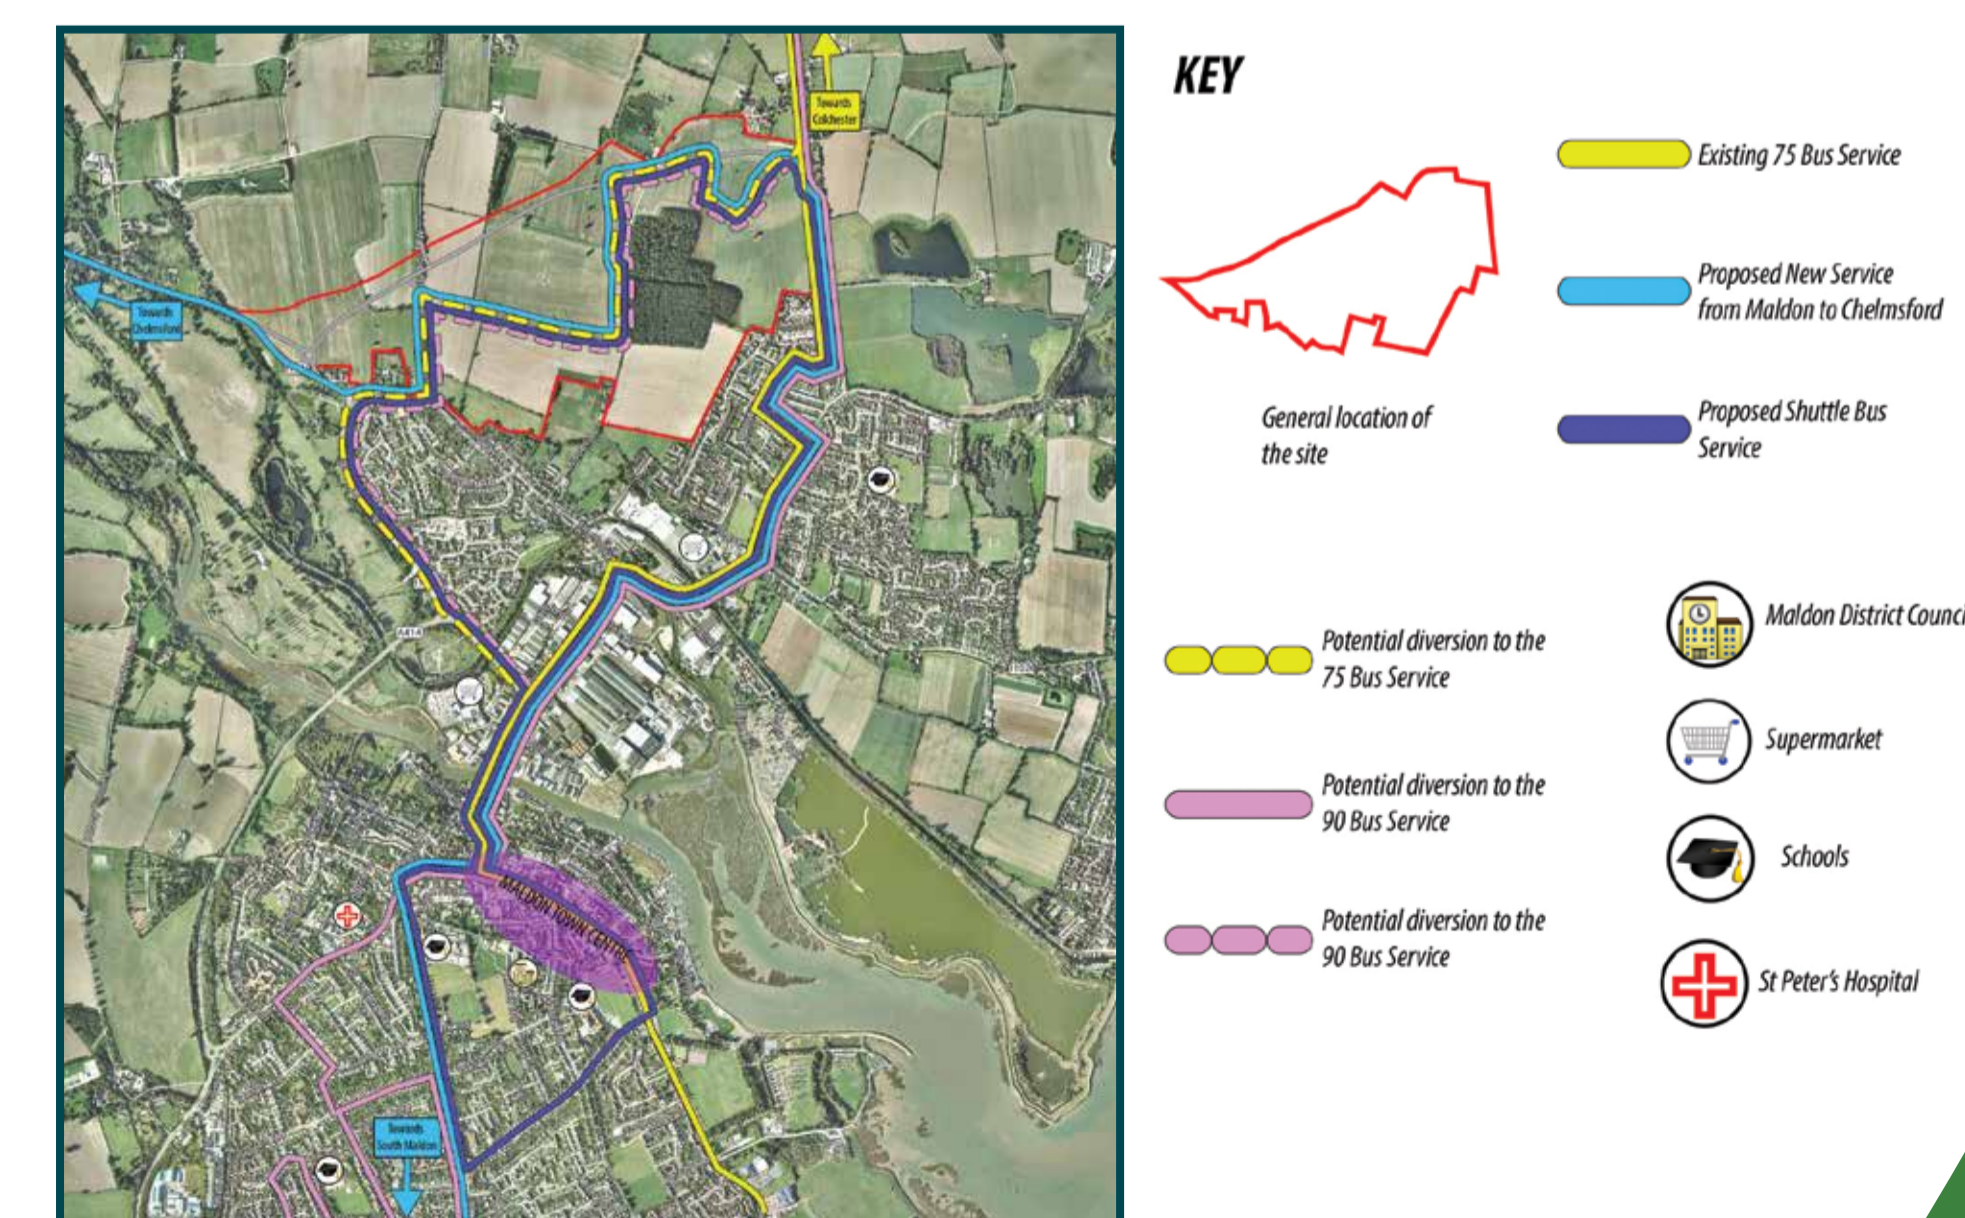 Towards
Colchester
Towards
Chelmsford
A414
MALDON TOWN CENTRE
Towards
South Maldon
KEY
General location of
the site
Existing 75 Bus Service
Proposed New Service
from Maldon to Chelmsford
Proposed Shuttle Bus
Service
Potential diversion to the
75 Bus Service
Potential diversion to the
90 Bus Service
Potential diversion to the
90 Bus Service
Maldon District Counci
Supermarket
Schools
St Peter's Hospital